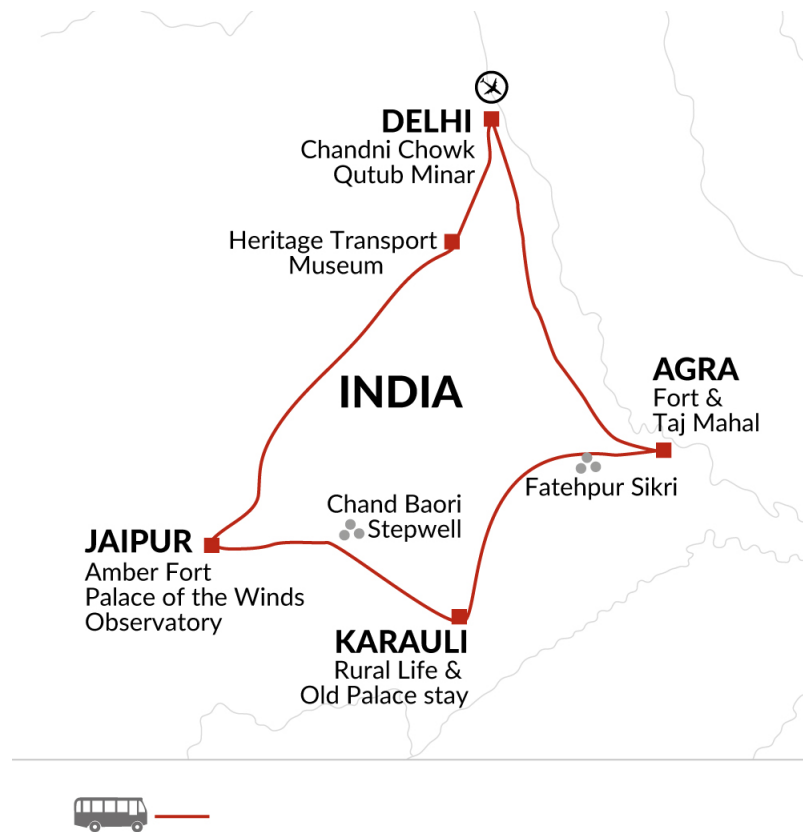 DELHI
Chandni Chowk
Qutub Minar
Heritage Transport
Museum
INDIA
AGRA
Fort &
Taj Mahal
Fatehpur Sikri
Chand Baori
Stepwell
JAIPUR
Amber Fort
Palace of the Winds
Observatory
KARAULI
Rural Life &
Old Palace stay